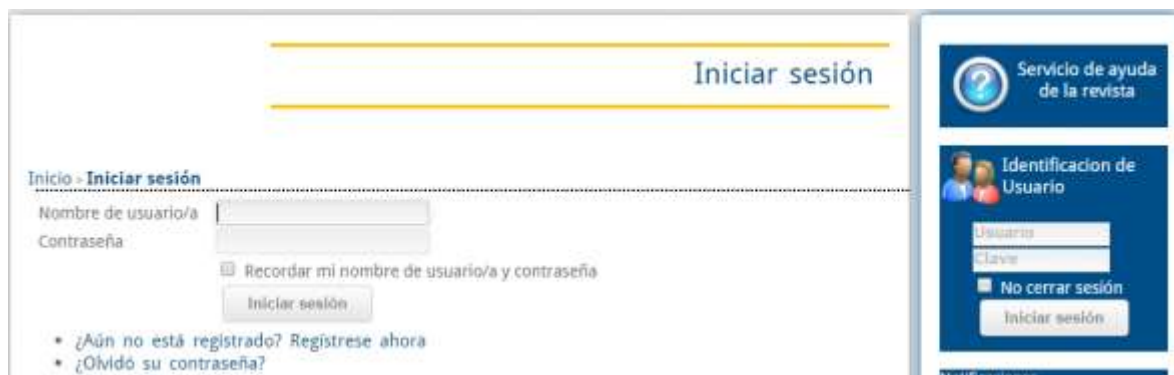 Iniciar sesión
Inicio > Iniciar sesión
Nombre de usuario/a
Contraseña
Recordar mi nombre de usuario/a y contraseña
Iniciar sesión
• ¿Aún no está registrado? Regístrese ahora
• ¿Olvidó su contraseña?
Servicio de ayuda
de la revista
Identificacion de
Usuario
Usuario
Clave
No cerrar sesión
Iniciar sesión